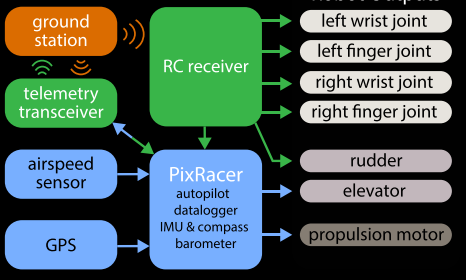 ground
station
telemetry
transceiver
airspeed
sensor
GPS
RC receiver
PixRacer
autopilot
datalogger
IMU & compass
barometer
left wrist joint
left finger joint
right wrist joint
right finger joint
rudder
elevator
propulsion motor